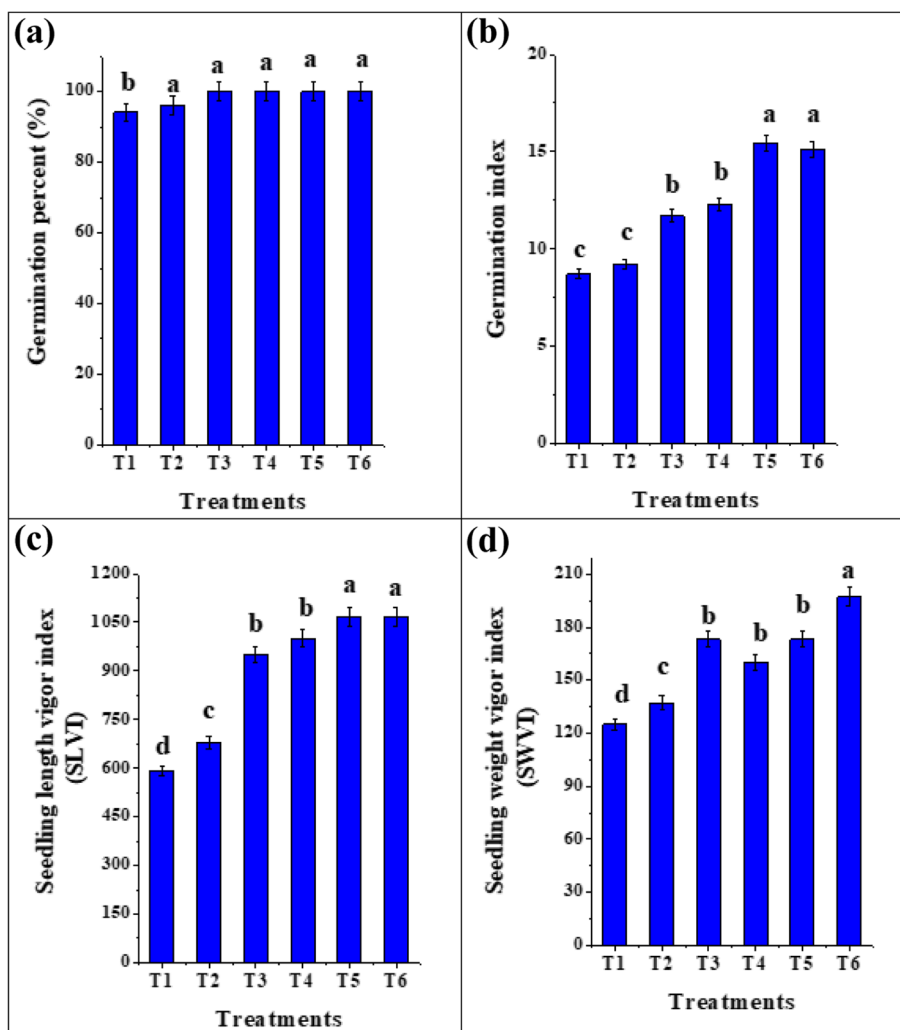 (a)
Germination percent (%)
100
80
60
40
20
0
b a a a a a
T1 T2 T3 T4 T5 T6
Treatments
(b)
Germination index
20
15
10
5
0
c c b b a a
T1 T2 T3 T4 T5 T6
Treatments
(c)
Seedling length vigor index
(SLVI)
1200
1050
900
750
600
450
300
150
0
d c b b a a
T1 T2 T3 T4 T5 T6
Treatments
(d)
Seedling weight vigor index
(SWVI)
210
180
150
120
90
60
30
0
d c b b b a
T1 T2 T3 T4 T5 T6
Treatments